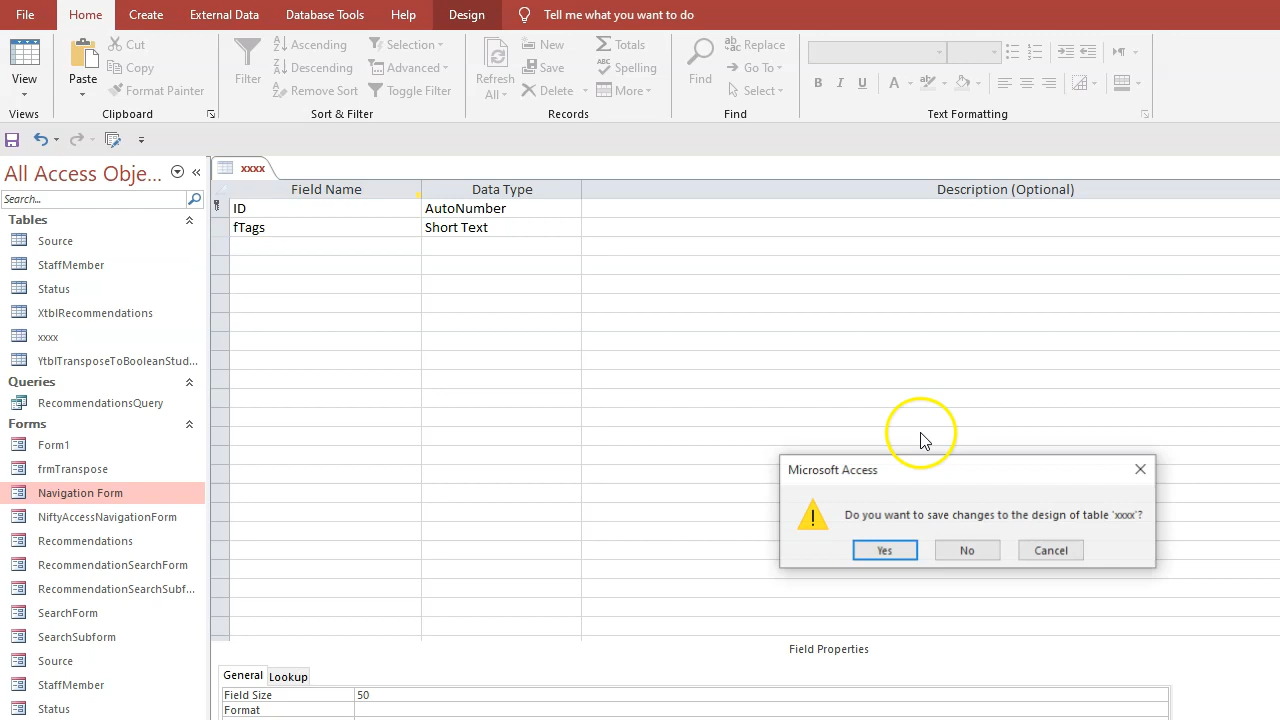 File Home Create External Data Database Tools Help Design Tell me what you want to do
View
Views
Paste
Cut
Copy
Format Painter
Clipboard
Filter
Ascending
Descending
Remove Sort
Selection
Advanced
Toggle Filter
Sort & Filter
Refresh
All
New
Save
Delete
Totals
Spelling
More
Records
Find
Replace
Go To
Select
Find
B I U A ab
Text Formatting
All Access Obje...
Search...
Tables
Source
StaffMember
Status
XtblRecommendations
xxxx
YtblTransposeToBooleanStud...
Queries
RecommendationsQuery
Forms
Form1
frmTranspose
Navigation Form
NiftyAccessNavigationForm
Recommendations
RecommendationSearchForm
RecommendationSearchSubf...
SearchForm
SearchSubform
Source
StaffMember
Status
xxxx
Field Name Data Type Description (Optional)
ID AutoNumber
fTags Short Text
Microsoft Access
Do you want to save changes to the design of table 'xxxx'?
Yes No Cancel
Field Properties
General Lookup
Field Size 50
Format